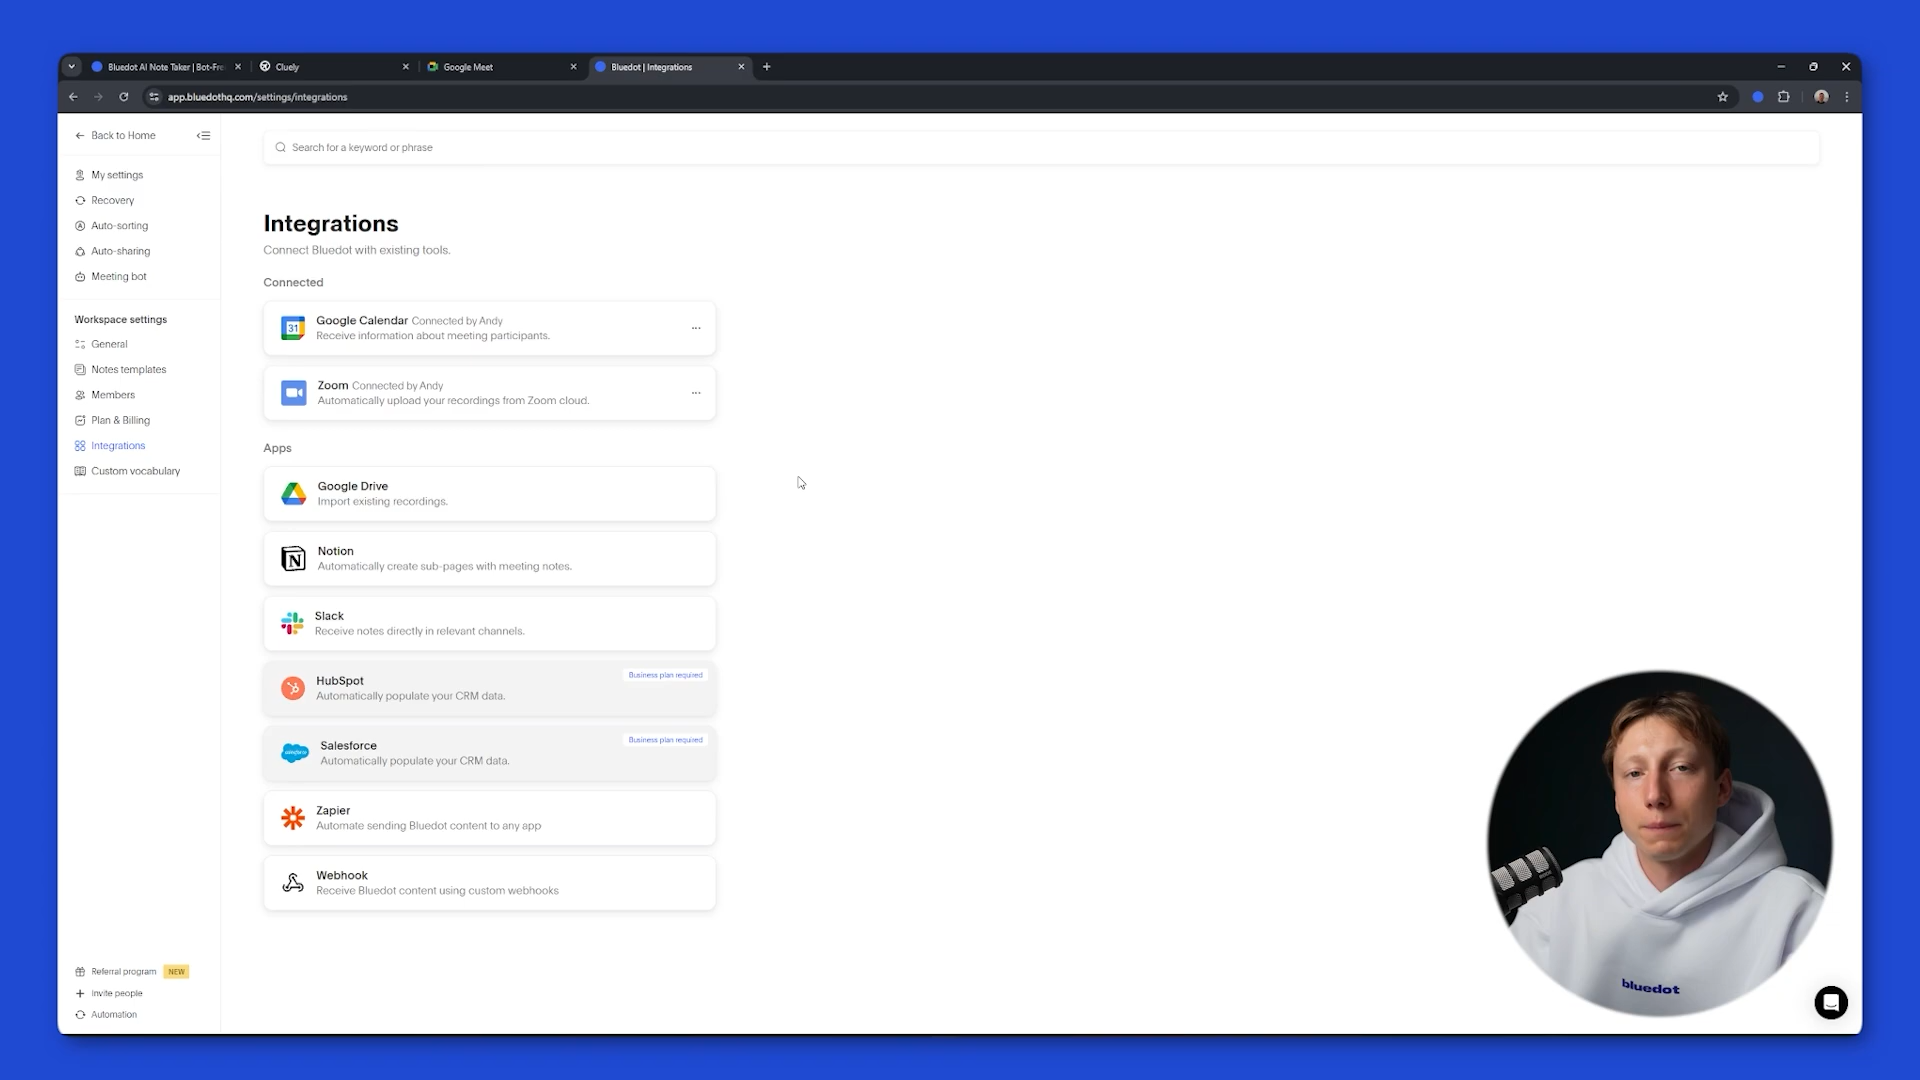 Bluedot AI Note Taker | Bot-Fre
Cluely
Google Meet
Bluedot | Integrations
app.bluedothq.com/settings/integrations
Back to Home
Search for a keyword or phrase
My settings
Recovery
Auto-sorting
Auto-sharing
Meeting bot
Workspace settings
General
Notes templates
Members
Plan & Billing
Integrations
Custom vocabulary
Integrations
Connect Bluedot with existing tools.
Connected
31
Google Calendar Connected by Andy
Receive information about meeting participants.
Zoom Connected by Andy
Automatically upload your recordings from Zoom cloud.
Apps
Google Drive
Import existing recordings.
Notion
Automatically create sub-pages with meeting notes.
Slack
Receive notes directly in relevant channels.
HubSpot
Business plan required
Automatically populate your CRM data.
salesforce
Salesforce
Business plan required
Automatically populate your CRM data.
Zapier
Automate sending Bluedot content to any app
Webhook
Receive Bluedot content using custom webhooks
Referral program NEW
Invite people
Automation
bluedot